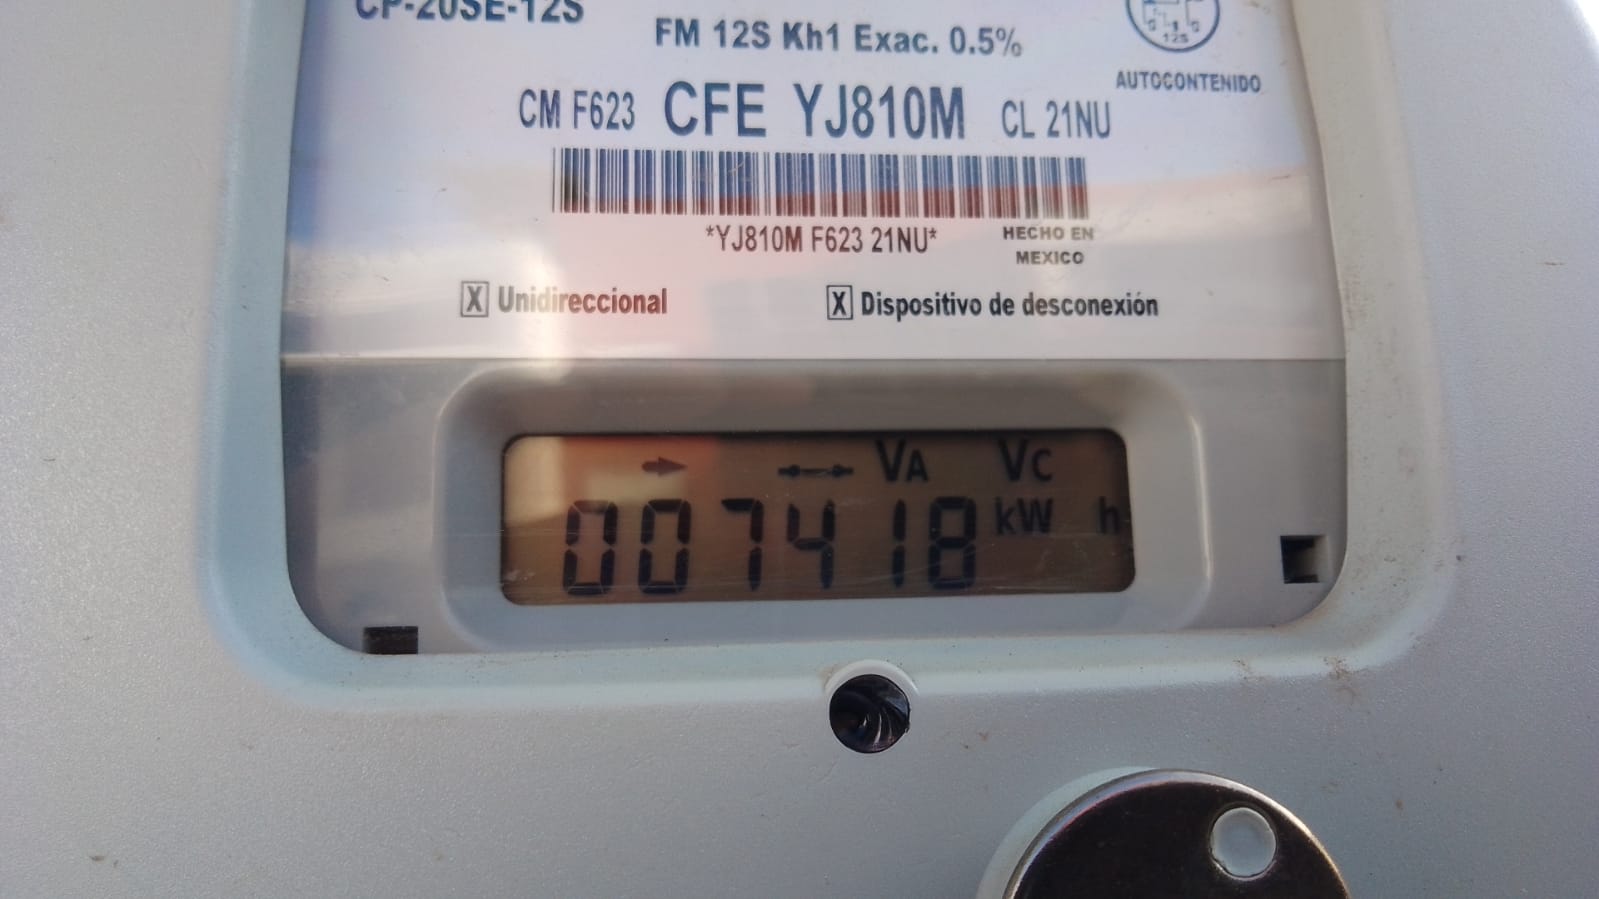 CP-20SE-12S
FM 12S Kh1 Exac. 0.5%
12S
AUTOCONTENIDO
CM F623 CFE YJ810M CL 21NU
*YJ810M F623 21NU*
HECHO EN
MEXICO
X Unidireccional
X Dispositivo de desconexión
VA VC
007418 kW h